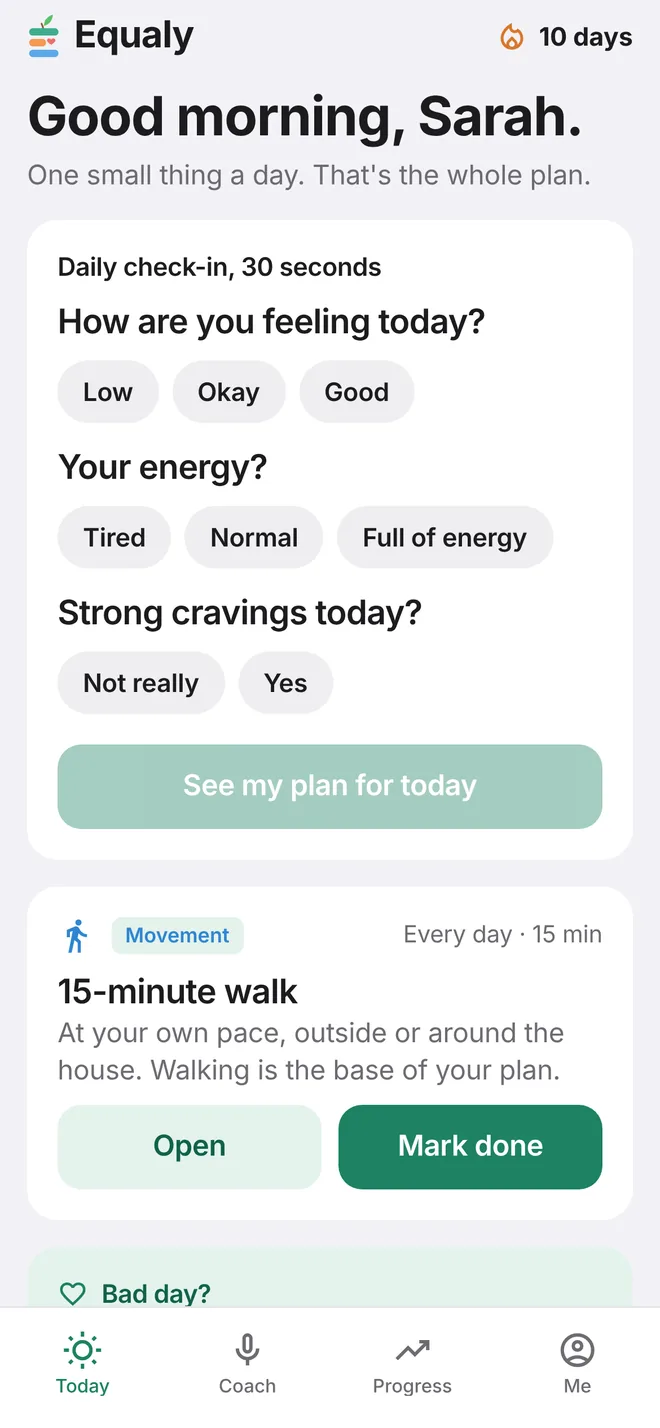 Equaly
10 days
Good morning, Sarah.
One small thing a day. That's the whole plan.
Daily check-in, 30 seconds
How are you feeling today?
Low Okay Good
Your energy?
Tired Normal Full of energy
Strong cravings today?
Not really Yes
See my plan for today
Movement Every day · 15 min
15-minute walk
At your own pace, outside or around the
house. Walking is the base of your plan.
Open Mark done
Bad day?
Today Coach Progress Me